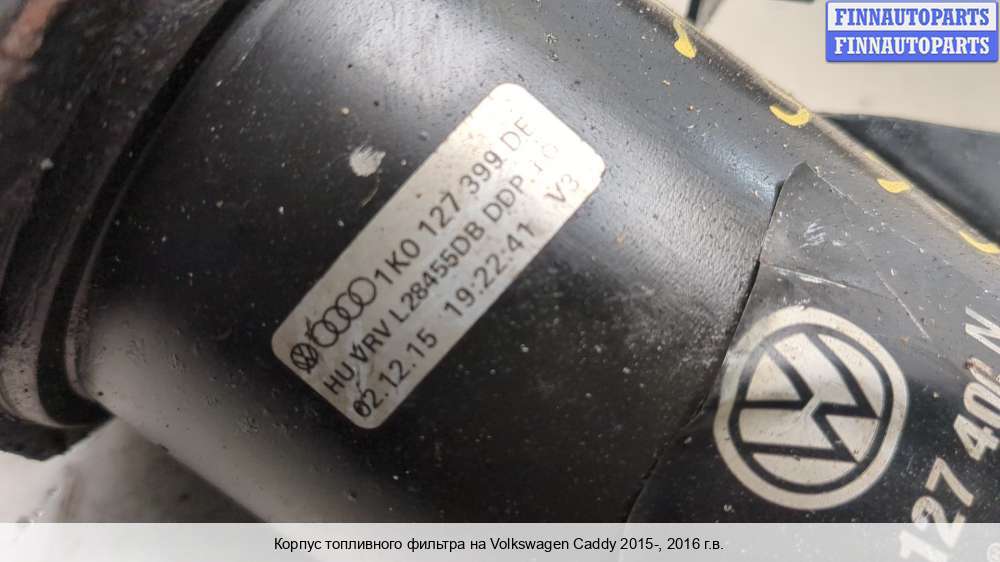 FINNAUTOPARTS
FINNAUTOPARTS
1K0 127 399 DE
HU VRV L28455DB DDP.
02.12.15 19:22:41 V3
127 400 N
Корпус топливного фильтра на Volkswagen Caddy 2015-, 2016 г.в.